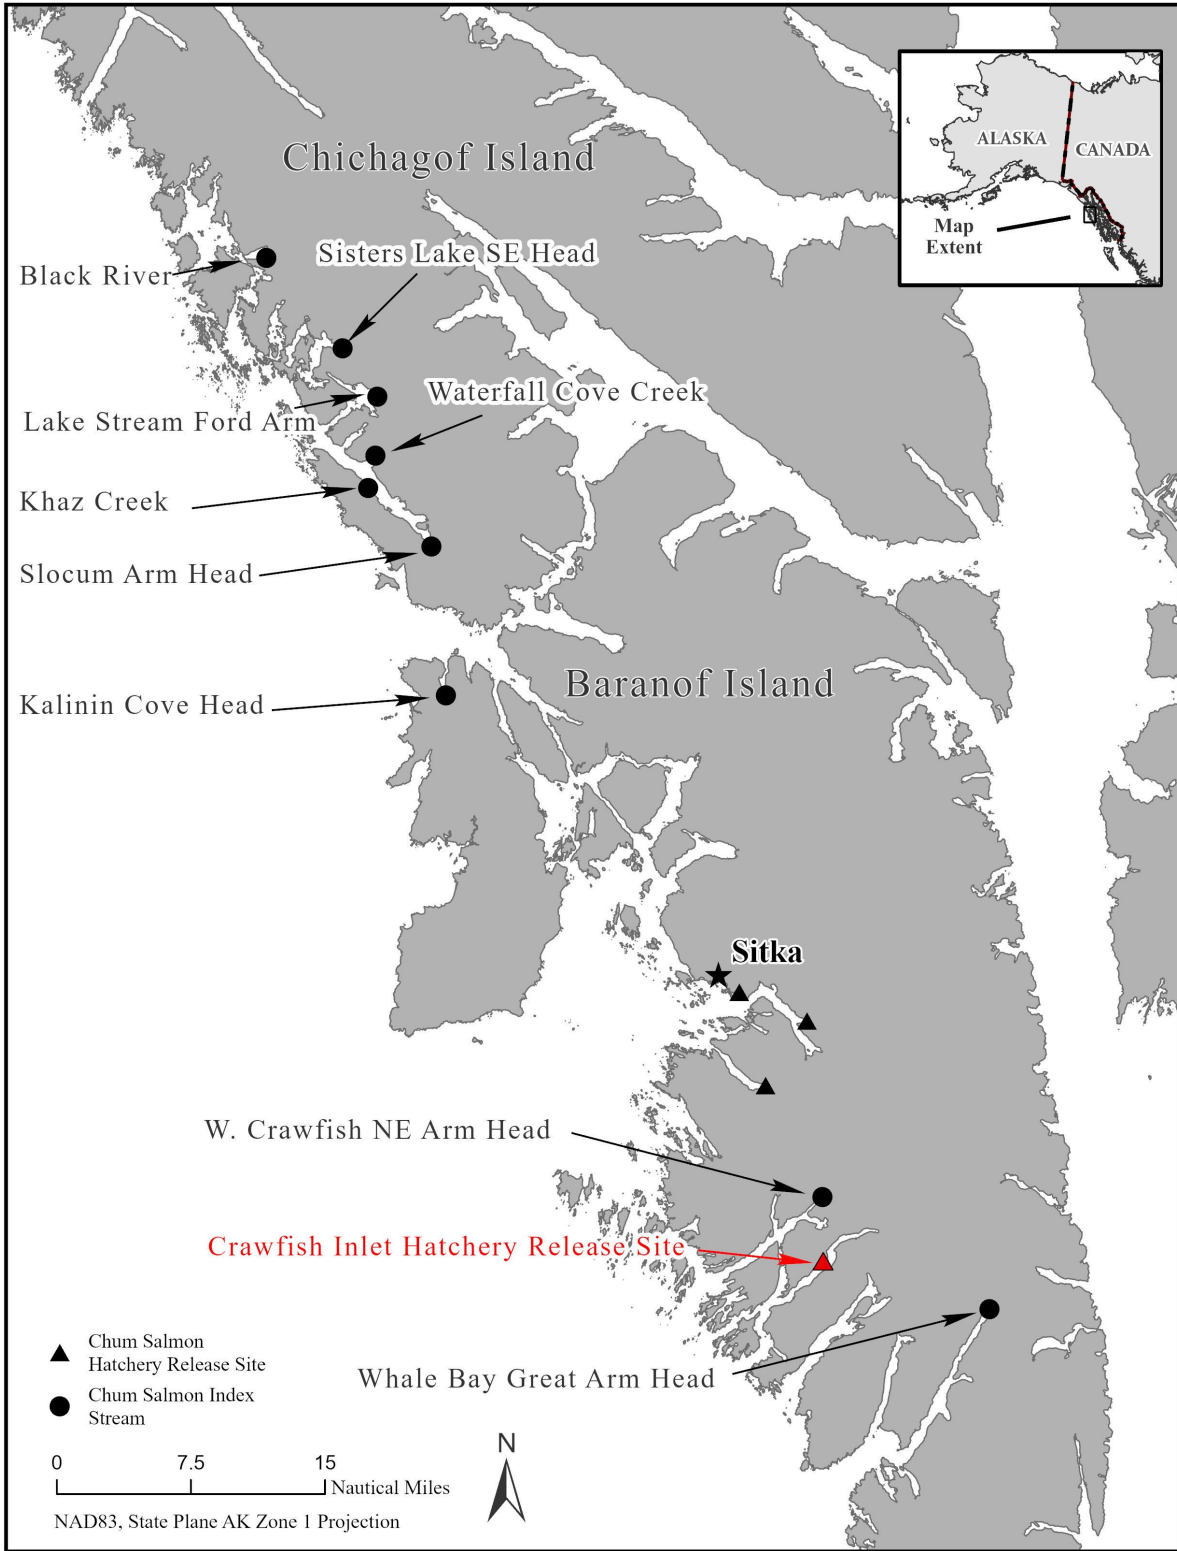 ALASKA
CANADA
Map
Extent
Chichagof Island
Sisters Lake SE Head
Black River
Waterfall Cove Creek
Lake Stream Ford Arm
Khaz Creek
Slocum Arm Head
Baranof Island
Kalinin Cove Head
Sitka
W. Crawfish NE Arm Head
Crawfish Inlet Hatchery Release Site
Whale Bay Great Arm Head
Chum Salmon
Hatchery Release Site
Chum Salmon Index
Stream
N
0 7.5 15
Nautical Miles
NAD83, State Plane AK Zone 1 Projection